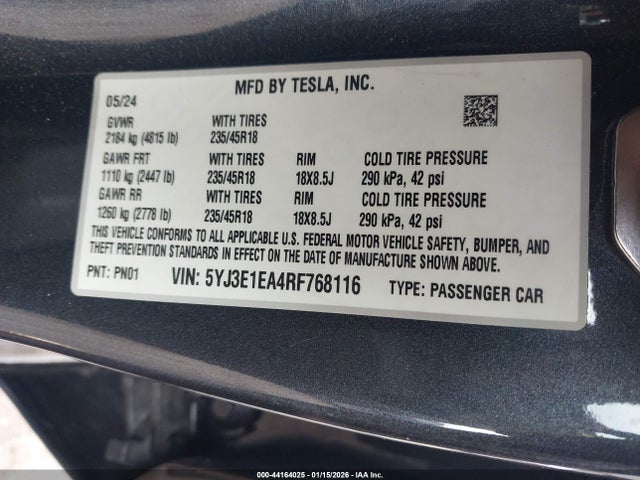 MFD BY TESLA, INC.
05/24
GVWR WITH TIRES
2184 kg (4815 lb) 235/45R18
GAWR FRT WITH TIRES RIM COLD TIRE PRESSURE
1110 kg (2447 lb) 235/45R18 18X8.5J 290 kPa, 42 psi
GAWR RR WITH TIRES RIM COLD TIRE PRESSURE
1260 kg (2778 lb) 235/45R18 18X8.5J 290 kPa, 42 psi
THIS VEHICLE CONFORMS TO ALL APPLICABLE U.S. FEDERAL MOTOR VEHICLE SAFETY, BUMPER, AND
THEFT PREVENTION STANDARDS IN EFFECT ON THE DATE OF MANUFACTURE SHOWN ABOVE.
PNT: PN01 VIN: 5YJ3E1EA4RF768116 TYPE: PASSENGER CAR
000-44164025 - 01/15/2026 - IAA Inc.